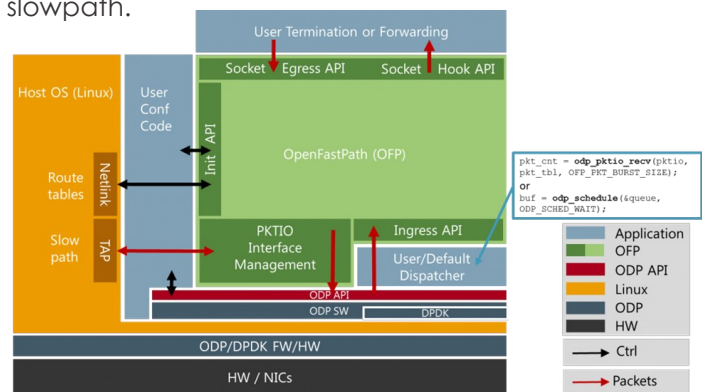 slowpath.
User Termination or Forwarding
Socket Egress API
Socket Hook API
Host OS (Linux)
User
Conf
Code
Init API
OpenFastPath (OFP)
Route
tables
Netlink
Slow
path
TAP
PKTIO
Interface
Management
Ingress API
User/Default
Dispatcher
ODP API
ODP SW
DPDK
ODP/DPDK FW/HW
HW / NICs
pkt_cnt = odp_pktio_recv(pktio,
pkt_tbl, OFP_PKT_BURST_SIZE);
or
buf = odp_schedule(&queue,
ODP_SCHED_WAIT);
Application
OFP
ODP API
Linux
ODP
HW
Ctrl
Packets